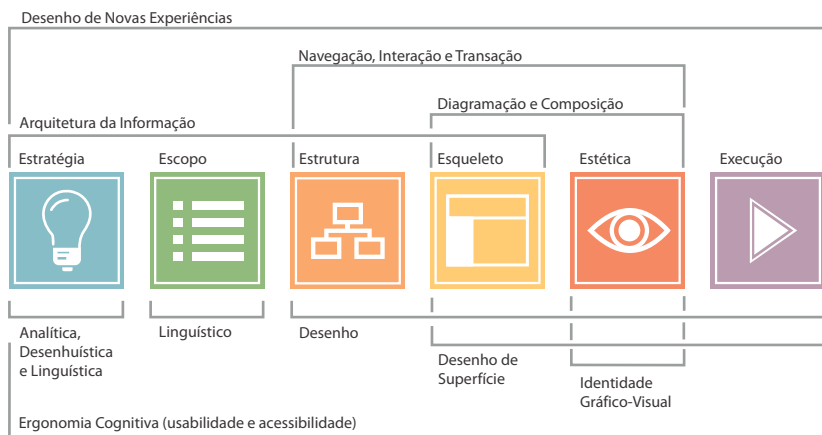 Desenho de Novas Experiências
Navegação, Interação e Transação
Diagramação e Composição
Arquitetura da Informação
Estratégia
Escopo
Estrutura
Esqueleto
Estética
Execução
Analítica,
Desenhuística
e Linguística
Linguístico
Desenho
Desenho de
Superfície
Identidade
Gráfico-Visual
Ergonomia Cognitiva (usabilidade e acessibilidade)